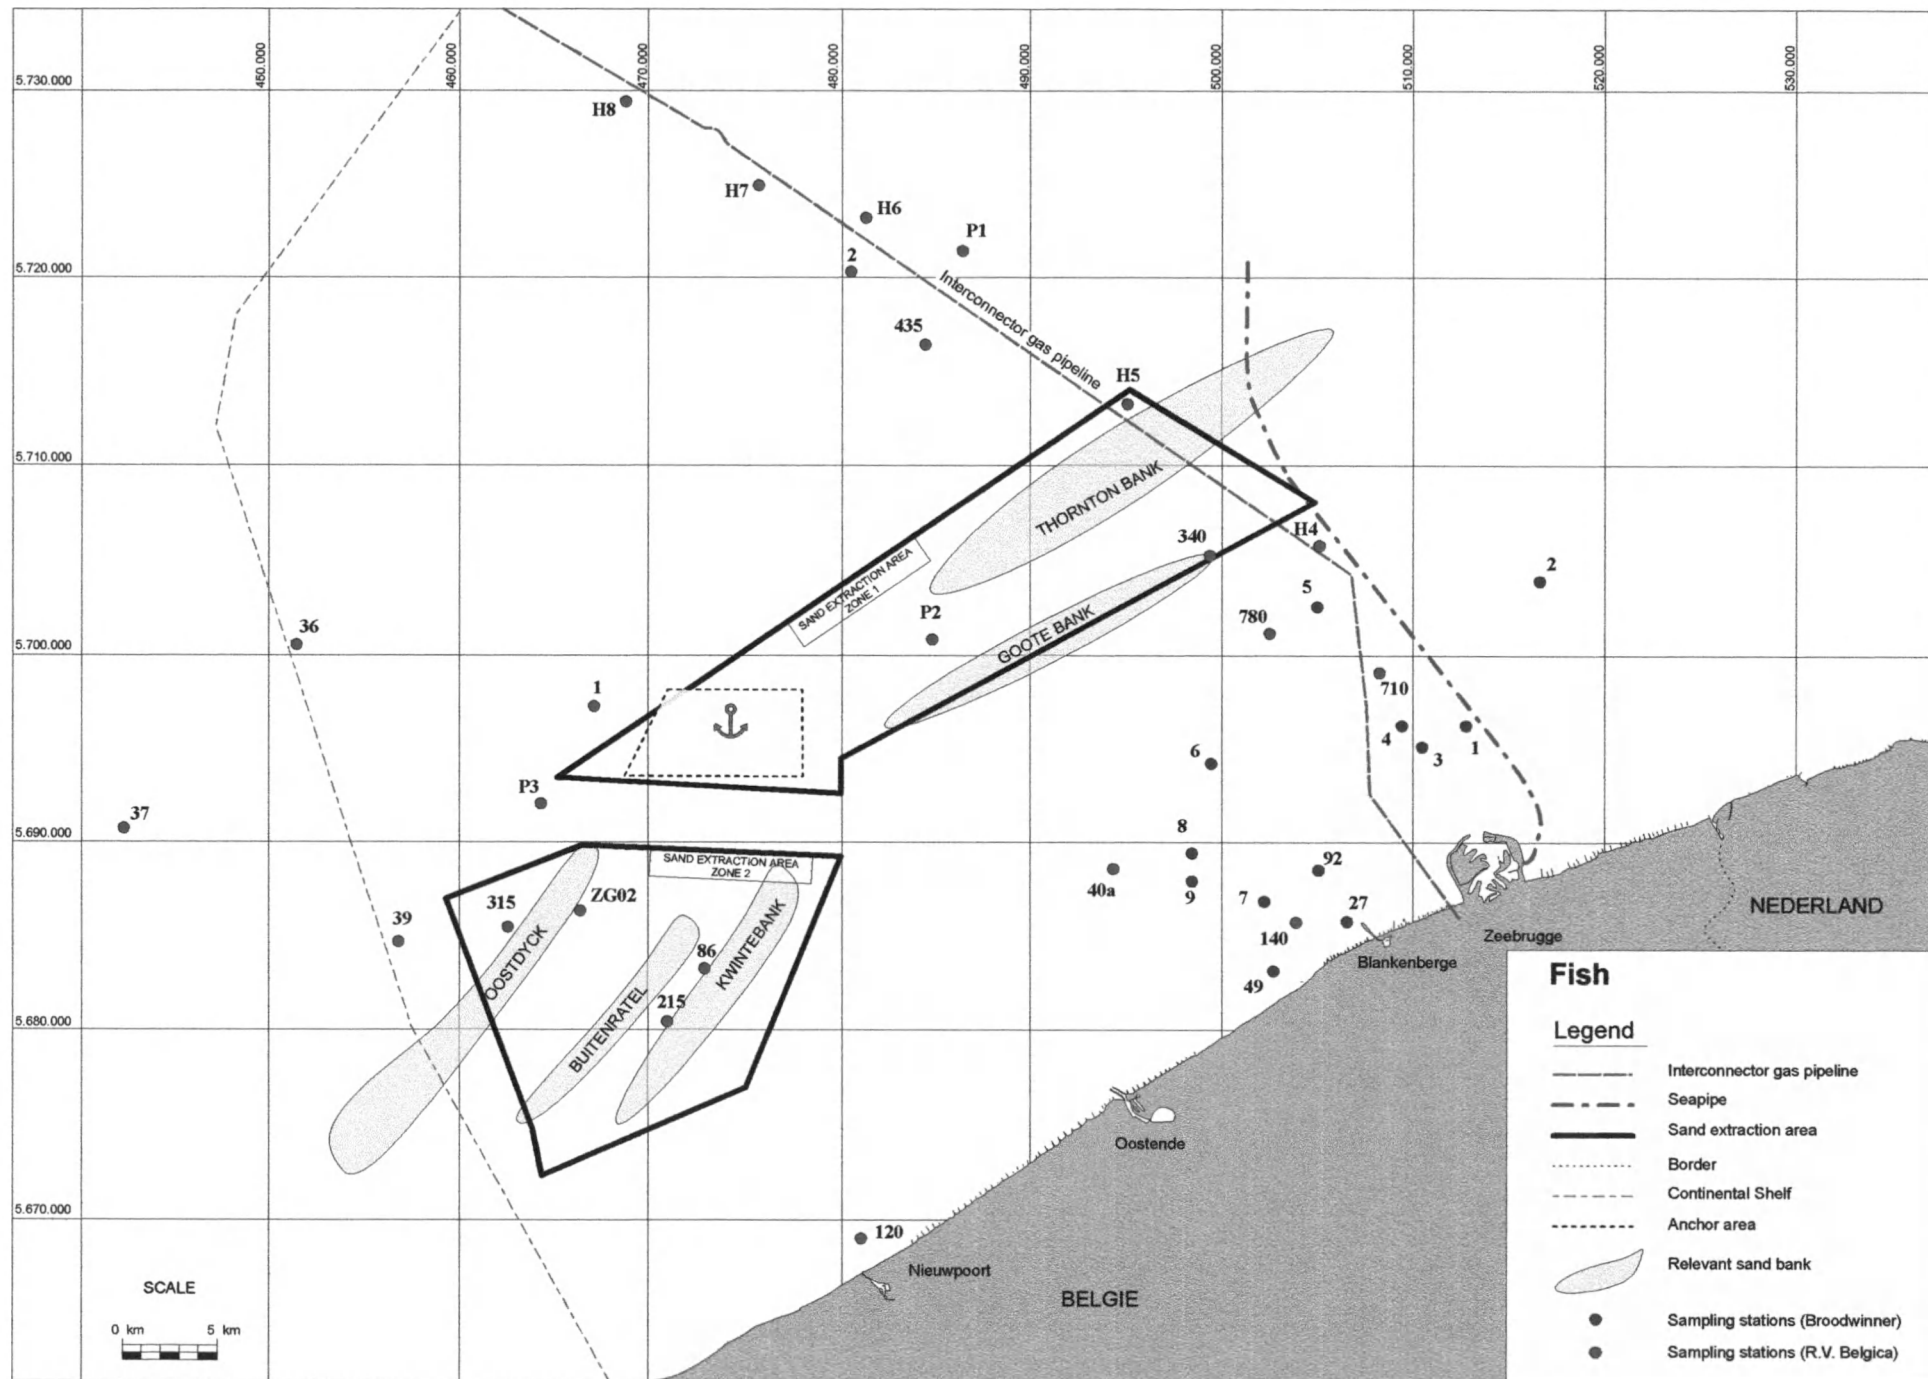 450.000
460.000
470.000
480.000
490.000
500.000
510.000
520.000
530.000
5.730.000
H8
H7
H6
P1
2
5.720.000
Interconnector gas pipeline
435
H5
5.710.000
THORNTON BANK
340
H4
SAND EXTRACTION AREA
ZONE 1
2
5
780
P2
GOOTE BANK
36
5.700.000
710
1
4
3
1
6
P3
37
5.690.000
8
SAND EXTRACTION AREA
ZONE 2
92
40a
9
7
27
140
49
39
315
ZG02
OOSTDYCK
86
KWINTEBANK
215
BUITENRATEL
5.680.000
NEDERLAND
Zeebrugge
Blankenberge
Oostende
5.670.000
120
Nieuwpoort
BELGIE
SCALE
0 km 5 km
Fish
Legend
Interconnector gas pipeline
Seapipe
Sand extraction area
Border
Continental Shelf
Anchor area
Relevant sand bank
Sampling stations (Broodwinner)
Sampling stations (R.V. Belgica)